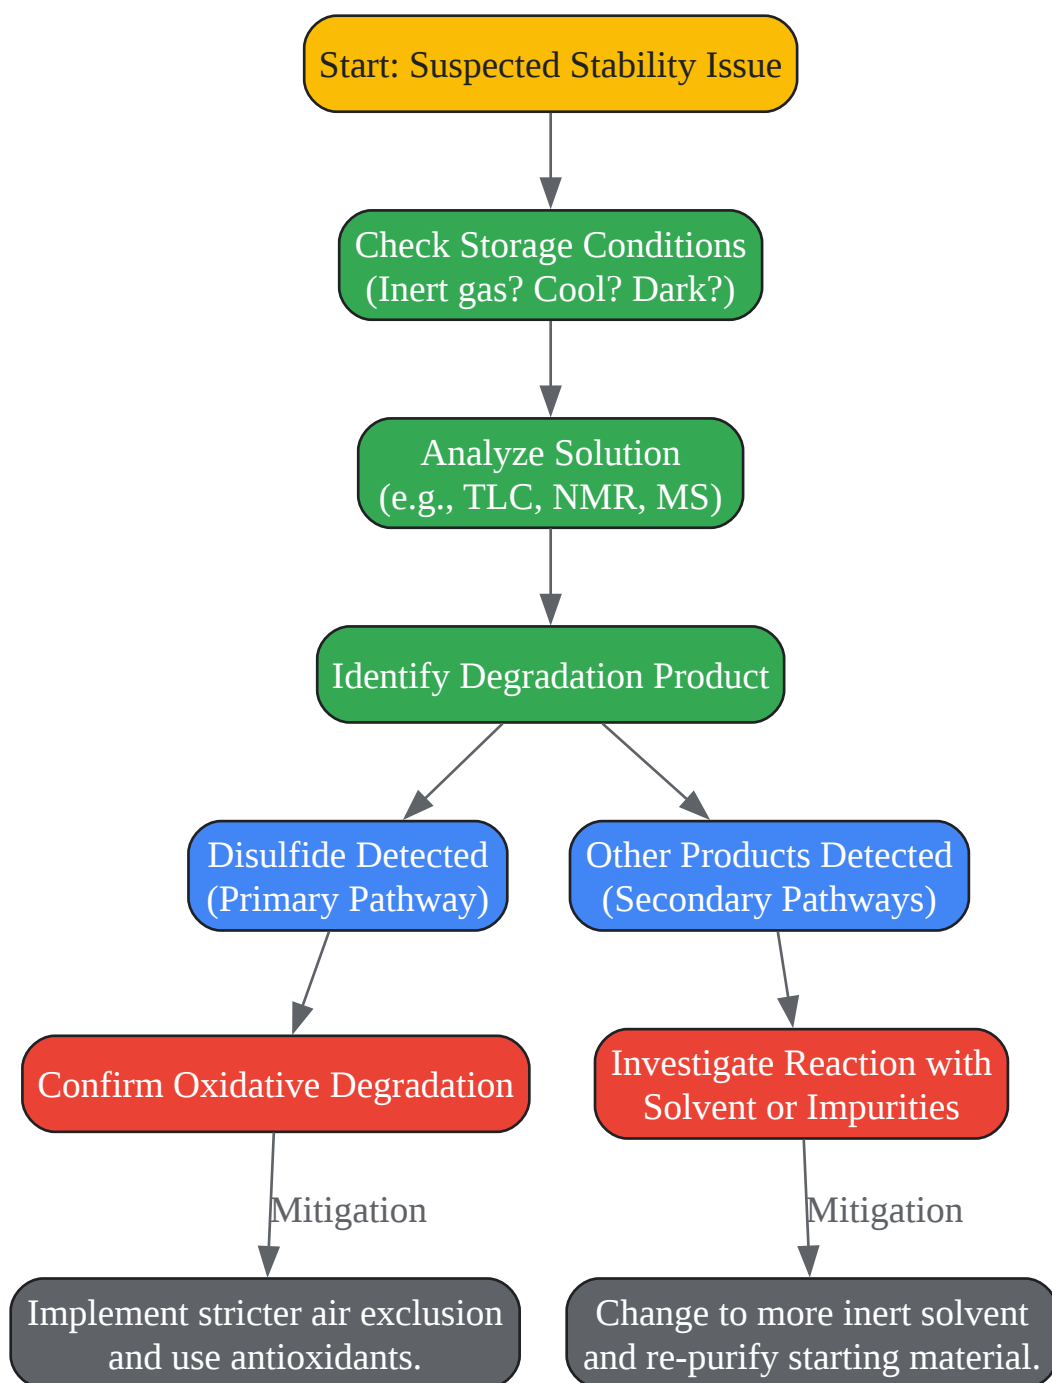 Start: Suspected Stability Issue
Check Storage Conditions
(Inert gas? Cool? Dark?)
Analyze Solution
(e.g., TLC, NMR, MS)
Identify Degradation Product
Disulfide Detected
(Primary Pathway)
Other Products Detected
(Secondary Pathways)
Confirm Oxidative Degradation
Investigate Reaction with
Solvent or Impurities
Mitigation
Mitigation
Implement stricter air exclusion
and use antioxidants.
Change to more inert solvent
and re-purify starting material.